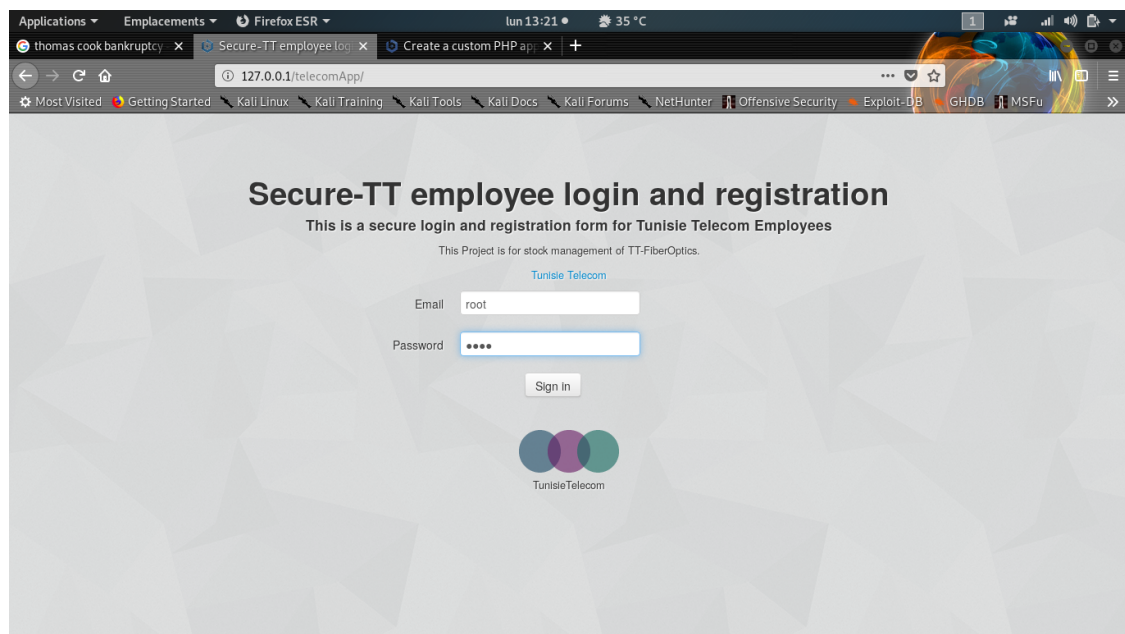 Applications Emplacements Firefox ESR lun 13:21 35 °C 1
thomas cook bankruptcy Secure-TT employee log Create a custom PHP ap
127.0.0.1/telecomApp/
Most Visited Getting Started Kali Linux Kali Training Kali Tools Kali Docs Kali Forums NetHunter Offensive Security Exploit-DB GHDB MSFu
Secure-TT employee login and registration
This is a secure login and registration form for Tunisie Telecom Employees
This Project is for stock management of TT-FiberOptics.
Tunisie Telecom
Email root
Password ••••
Sign in
TunisieTelecom